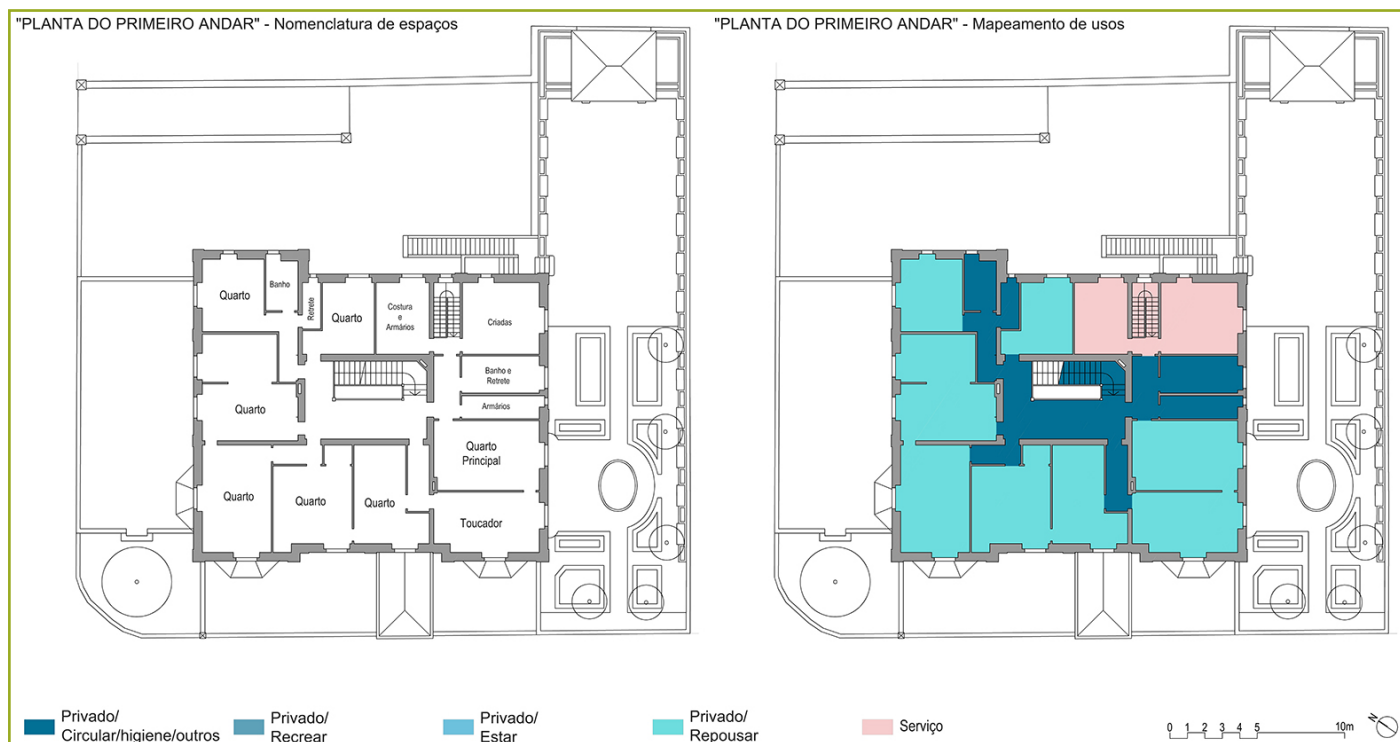 "PLANTA DO PRIMEIRO ANDAR" - Nomenclatura de espaços
Quarto
Banho
Retrete
Quarto
Costura
e
Armários
Criadas
Banho e
Retrete
Armários
Quarto
Quarto
Principal
Quarto
Quarto
Quarto
Toucador
"PLANTA DO PRIMEIRO ANDAR" - Mapeamento de usos
Privado/
Circular/higiene/outros
Privado/
Recrear
Privado/
Estar
Privado/
Repousar
Serviço
0 1 2 3 4 5 10m
N